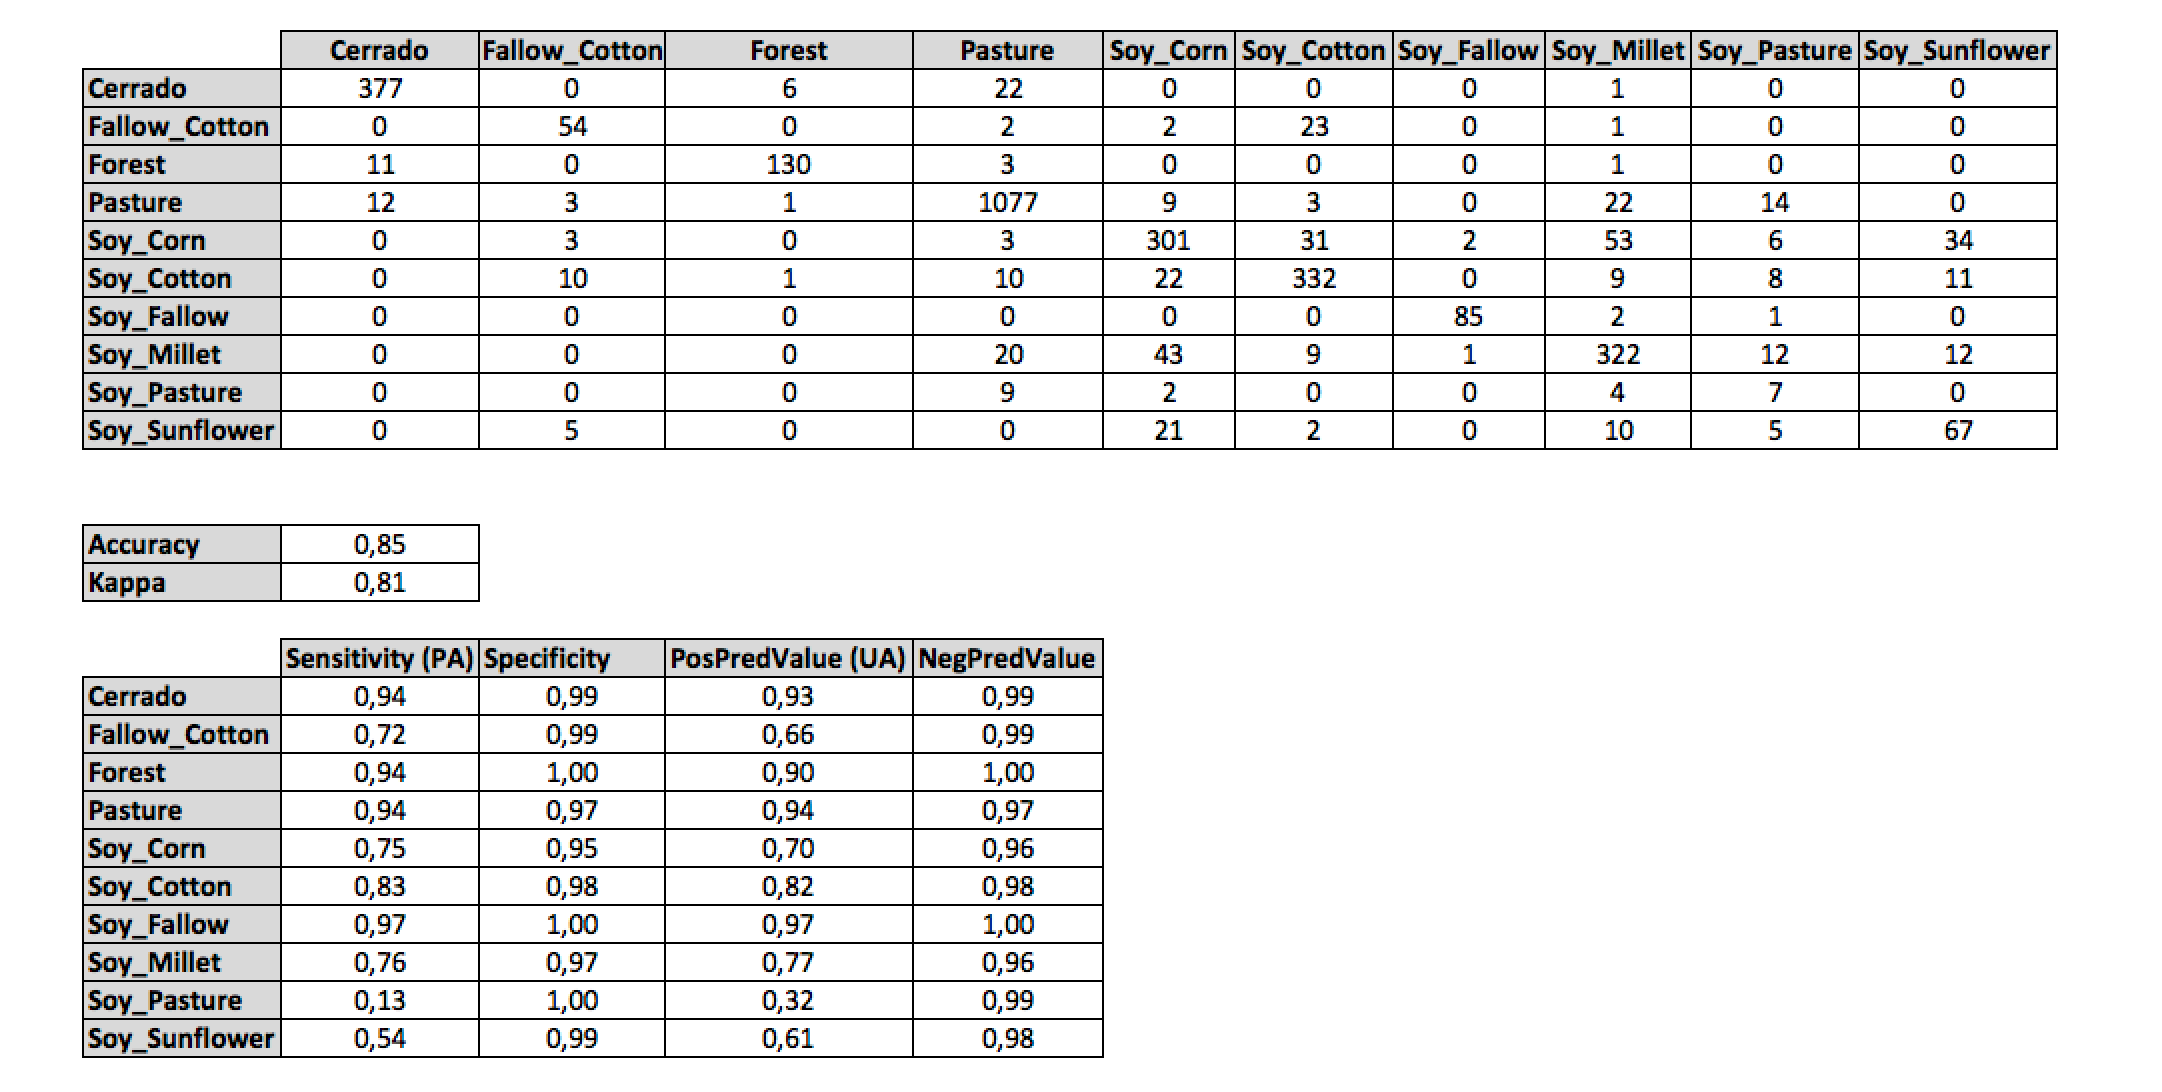 Cerrado Fallow_Cotton Forest Pasture Soy_Corn Soy_Cotton Soy_Fallow Soy_Millet Soy_Pasture Soy_Sunflower
Cerrado 377 0 6 22 0 0 0 1 0 0
Fallow_Cotton 0 54 0 2 2 23 0 1 0 0
Forest 11 0 130 3 0 0 0 1 0 0
Pasture 12 3 1 1077 9 3 0 22 14 0
Soy_Corn 0 3 0 3 301 31 2 53 6 34
Soy_Cotton 0 10 1 10 22 332 0 9 8 11
Soy_Fallow 0 0 0 0 0 0 85 2 1 0
Soy_Millet 0 0 0 20 43 9 1 322 12 12
Soy_Pasture 0 0 0 9 2 0 0 4 7 0
Soy_Sunflower 0 5 0 0 21 2 0 10 5 67
Accuracy 0,85
Kappa 0,81
Sensitivity (PA) Specificity PosPredValue (UA) NegPredValue
Cerrado 0,94 0,99 0,93 0,99
Fallow_Cotton 0,72 0,99 0,66 0,99
Forest 0,94 1,00 0,90 1,00
Pasture 0,94 0,97 0,94 0,97
Soy_Corn 0,75 0,95 0,70 0,96
Soy_Cotton 0,83 0,98 0,82 0,98
Soy_Fallow 0,97 1,00 0,97 1,00
Soy_Millet 0,76 0,97 0,77 0,96
Soy_Pasture 0,13 1,00 0,32 0,99
Soy_Sunflower 0,54 0,99 0,61 0,98